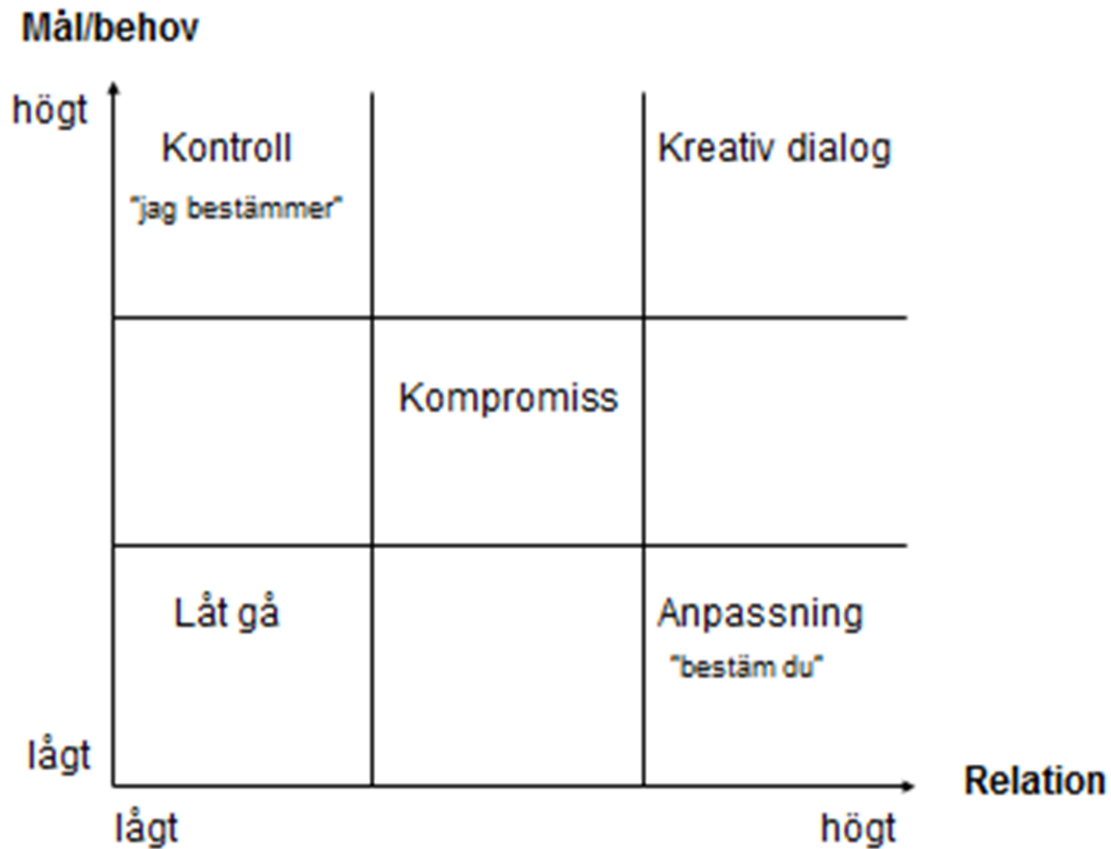 Mål/behov
högt
Kontroll
Kreativ dialog
"jag bestämmer"
Kompromiss
Låt gå
Anpassning
"bestäm du"
lågt
Relation
lågt
högt